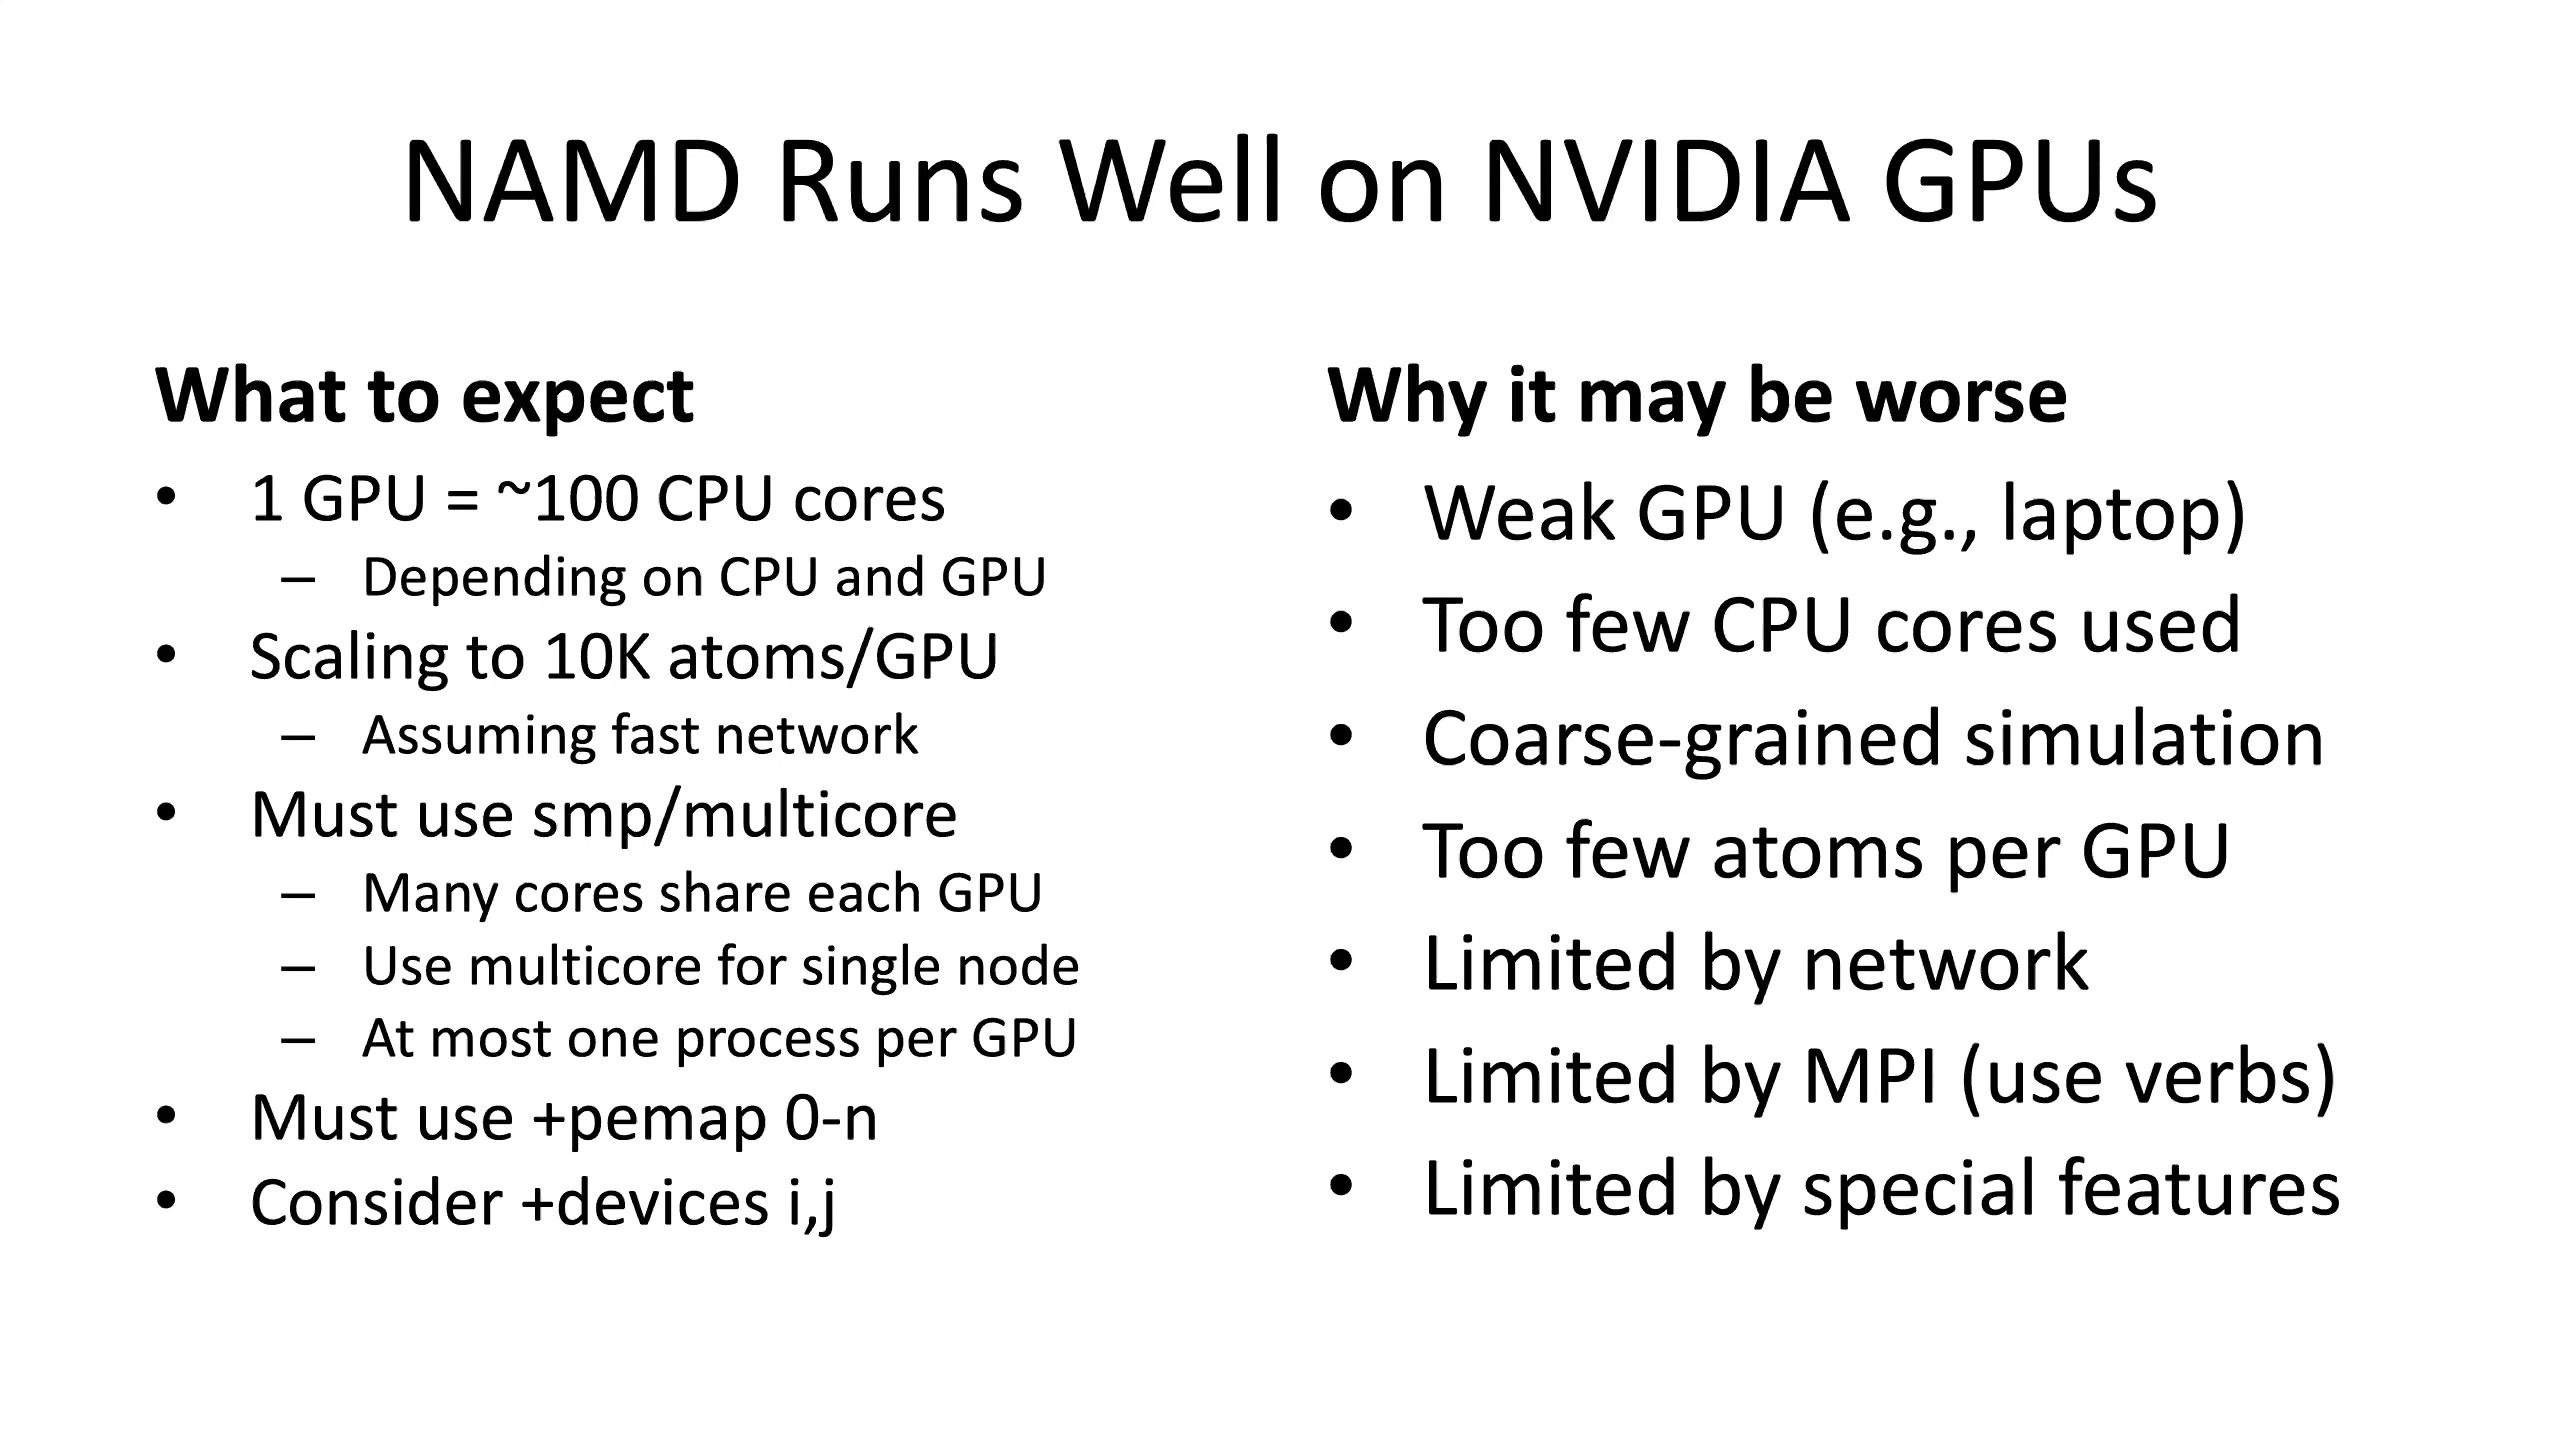 NAMD Runs Well on NVIDIA GPUs
What to expect
• 1 GPU = ~100 CPU cores
– Depending on CPU and GPU
• Scaling to 10K atoms/GPU
– Assuming fast network
• Must use smp/multicore
– Many cores share each GPU
– Use multicore for single node
– At most one process per GPU
• Must use +pemap 0-n
• Consider +devices i,j
Why it may be worse
• Weak GPU (e.g., laptop)
• Too few CPU cores used
• Coarse-grained simulation
• Too few atoms per GPU
• Limited by network
• Limited by MPI (use verbs)
• Limited by special features